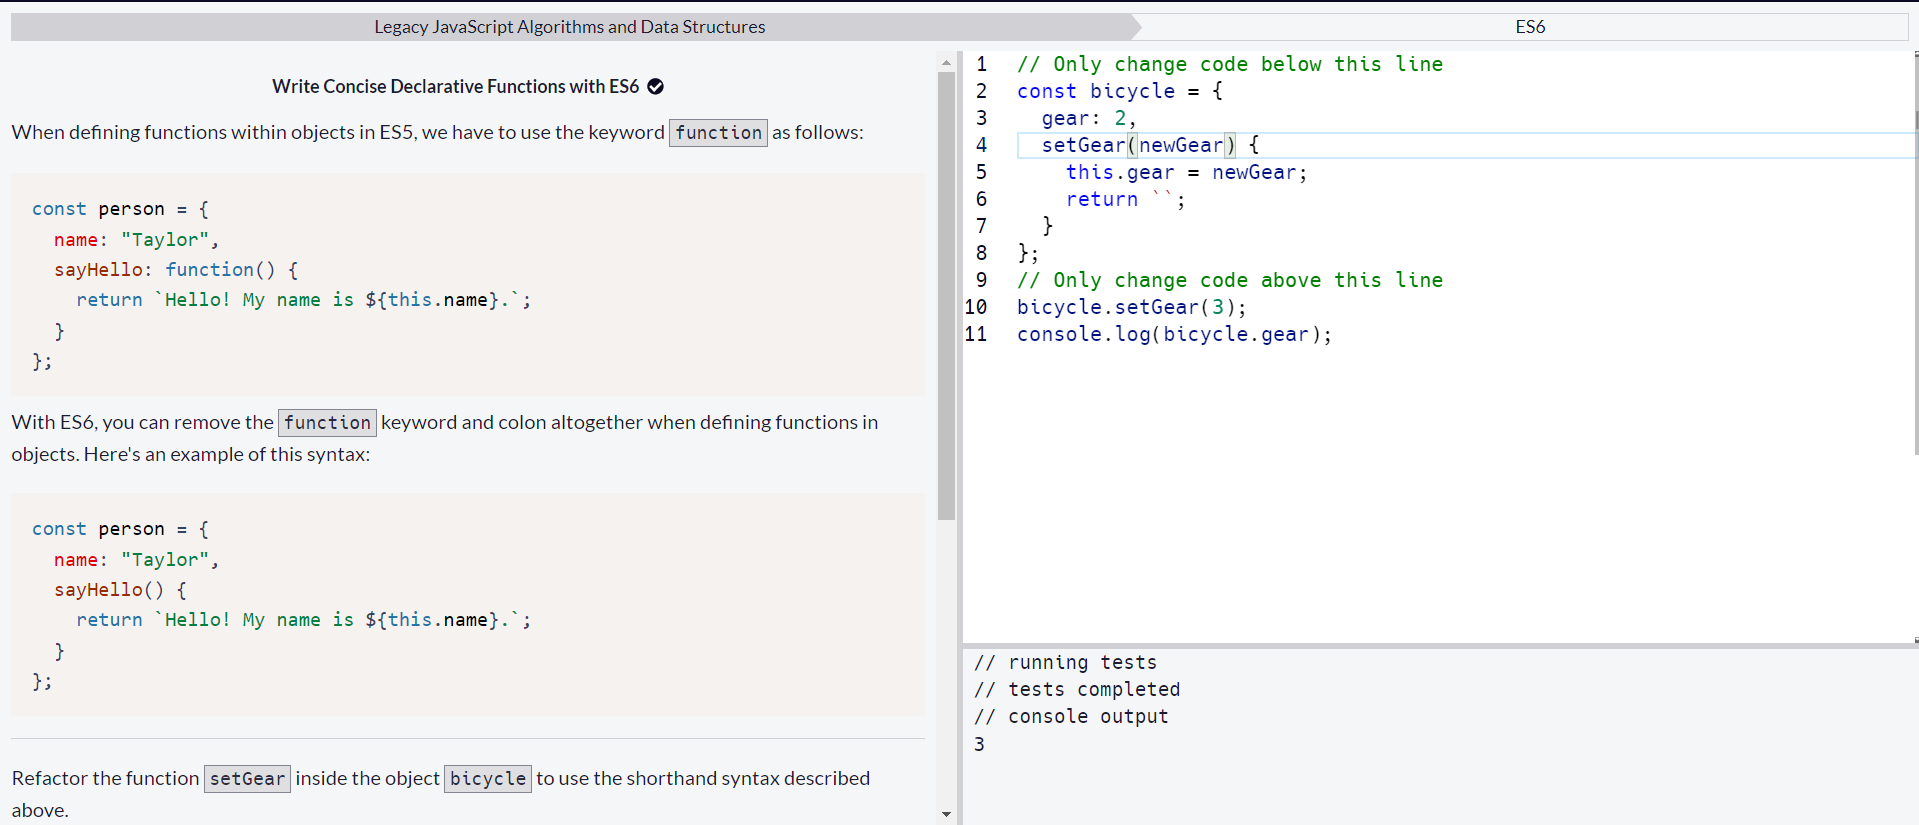 Legacy JavaScript Algorithms and Data Structures
ES6
Write Concise Declarative Functions with ES6
When defining functions within objects in ES5, we have to use the keyword function as follows:
const person = {
  name: "Taylor",
  sayHello: function() {
    return `Hello! My name is ${this.name}.`;
  }
};
With ES6, you can remove the function keyword and colon altogether when defining functions in
objects. Here's an example of this syntax:
const person = {
  name: "Taylor",
  sayHello() {
    return `Hello! My name is ${this.name}.`;
  }
};
Refactor the function setGear inside the object bicycle to use the shorthand syntax described
above.
1 // Only change code below this line
2 const bicycle = {
3   gear: 2,
4   setGear(newGear) {
5     this.gear = newGear;
6     return ``;
7   }
8 };
9 // Only change code above this line
10 bicycle.setGear(3);
11 console.log(bicycle.gear);
// running tests
// tests completed
// console output
3